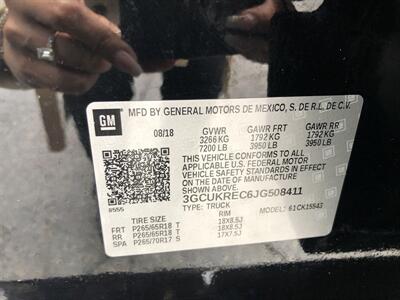 GM
MFD BY GENERAL MOTORS DE MEXICO, S. DE R.L. DE C.V.
08/18 GVWR GAWR FRT GAWR RR
3266 KG 1792 KG 1792 KG
7200 LB 3950 LB 3950 LB
THIS VEHICLE CONFORMS TO ALL
APPLICABLE U.S. FEDERAL MOTOR
VEHICLE SAFETY STANDARDS IN EFFECT ON
THE DATE OF MANUFACTURE SHOWN ABOVE.
3GCUKREC6JG508411
8555 TYPE: TRUCK MODEL: 61CK15543
TIRE SIZE RIM
FRT P265/65R18 T 18X8.5J
RR P265/65R18 T 18X8.5J
SPA P265/70R17 S 17X7.5J